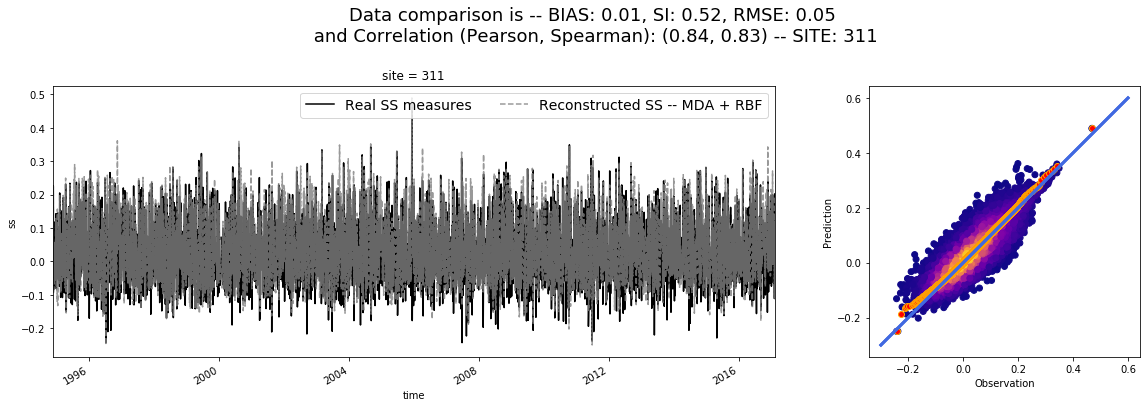 Data comparison is -- BIAS: 0.01, SI: 0.52, RMSE: 0.05
and Correlation (Pearson, Spearman): (0.84, 0.83) -- SITE: 311
site = 311
Real SS measures
Reconstructed SS -- MDA + RBF
ss
0.5
0.4
0.3
0.2
0.1
0.0
−0.1
−0.2
1996
2000
2004
2008
2012
2016
time
Prediction
0.6
0.4
0.2
0.0
−0.2
−0.2
0.0
0.2
0.4
0.6
Observation